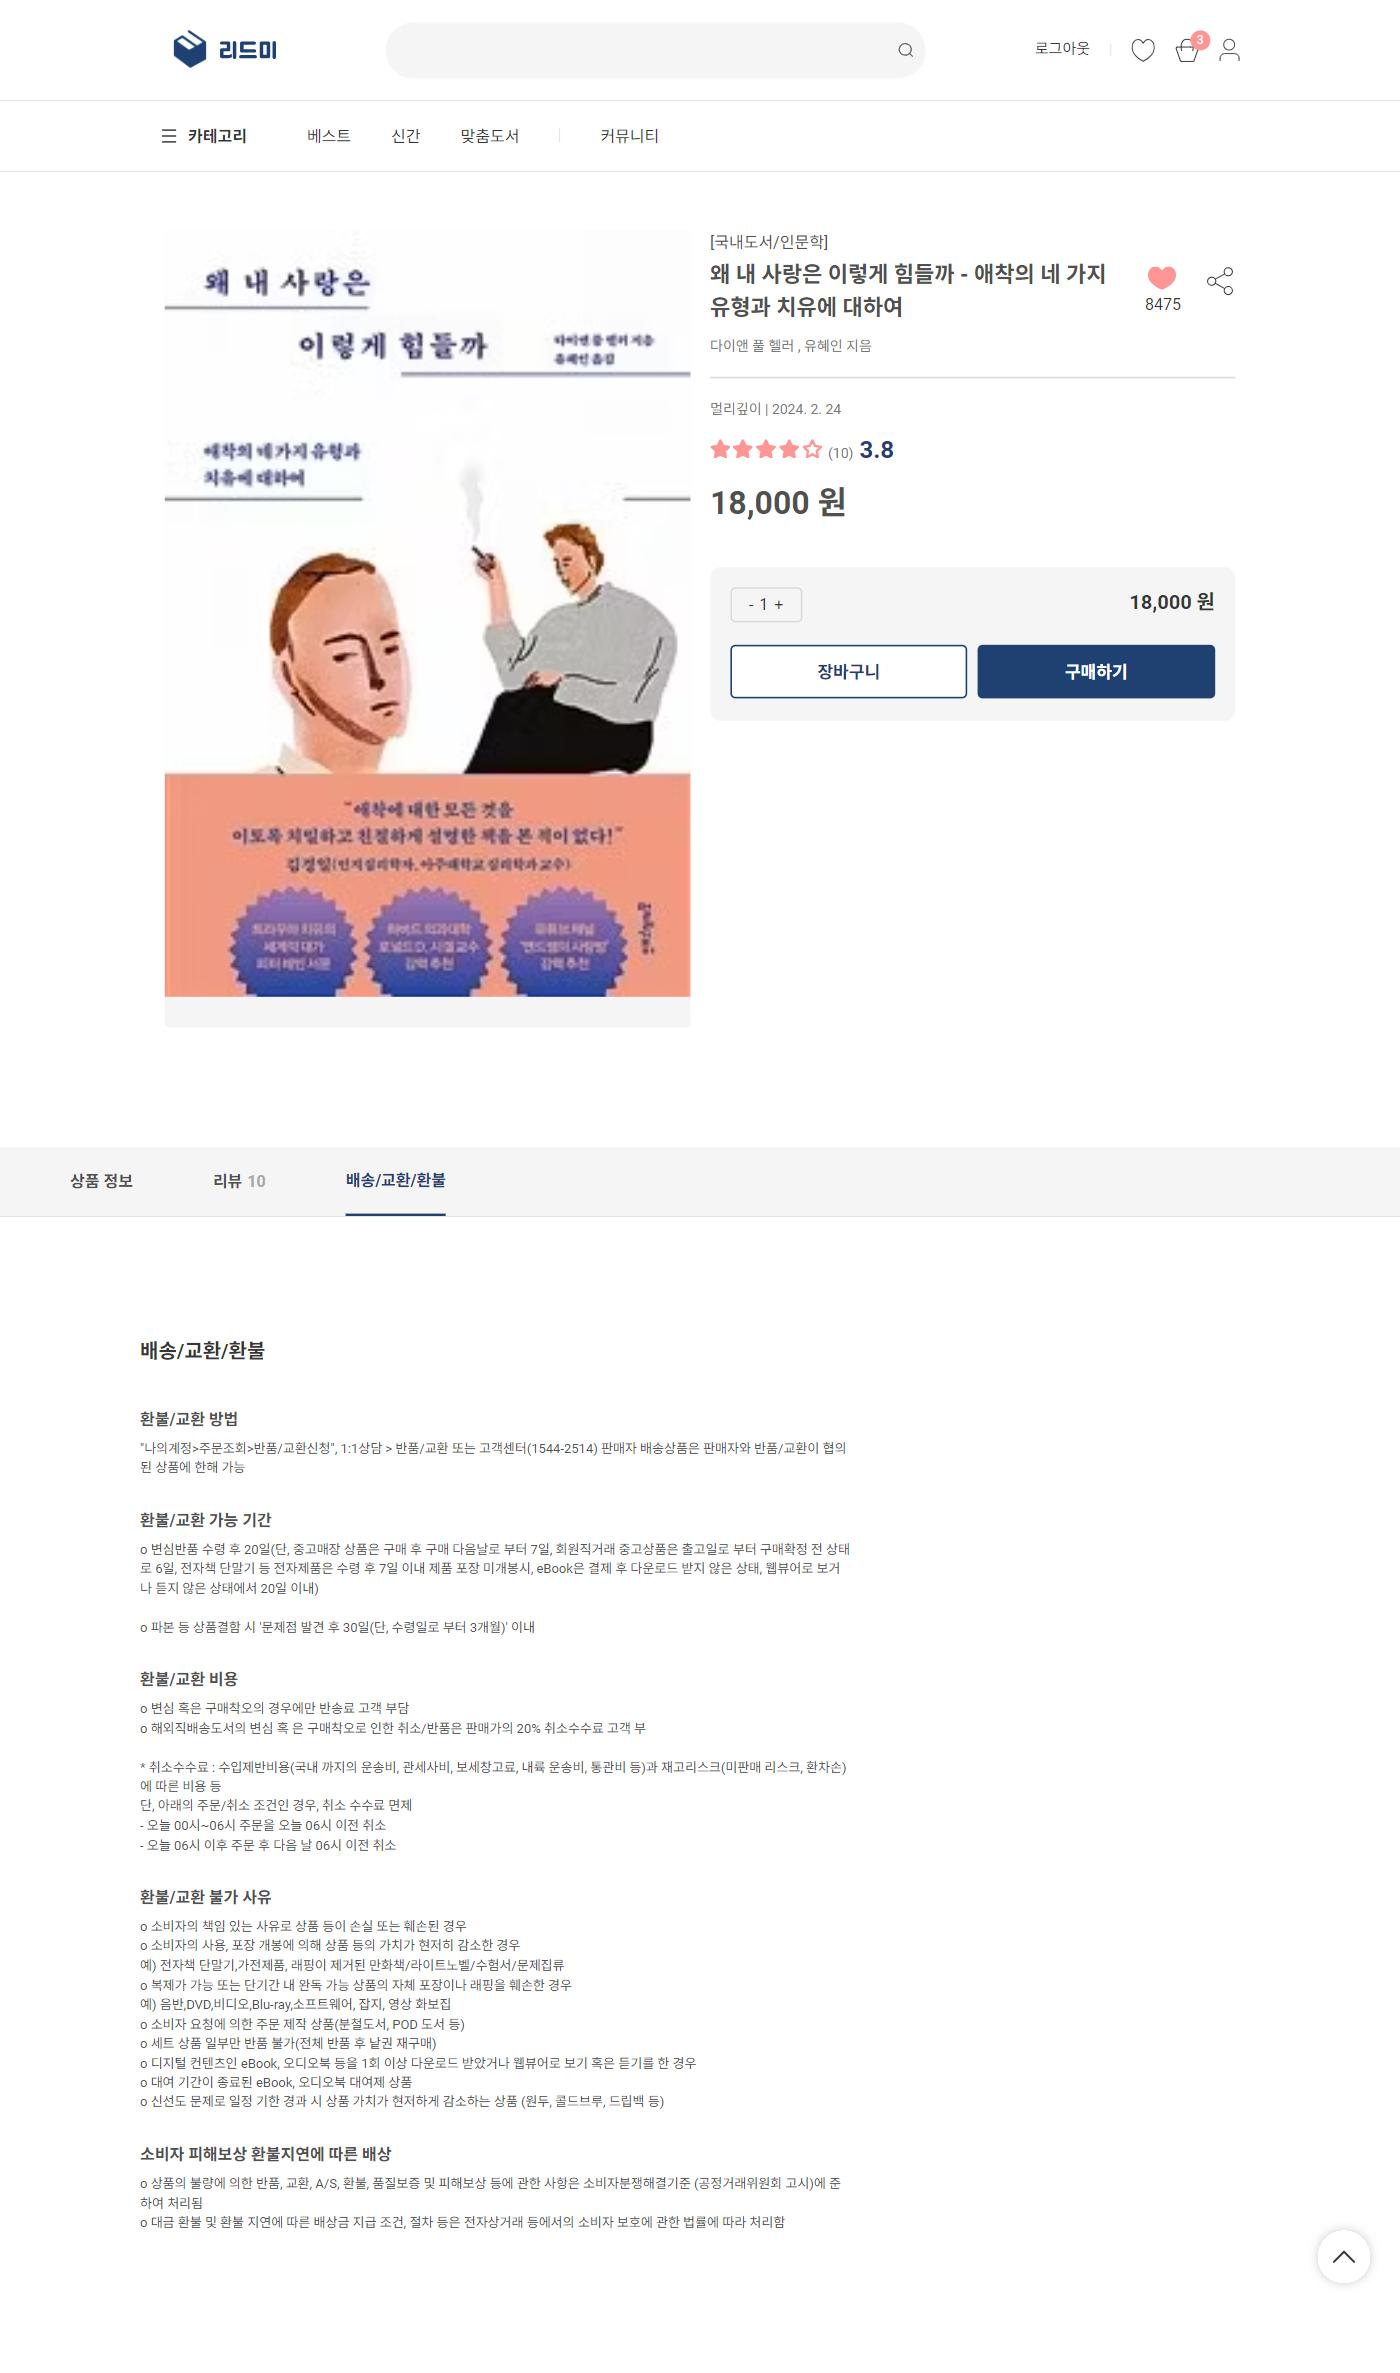 리드미
로그아웃
3
카테고리
베스트
신간
맞춤도서
커뮤니티
왜 내 사랑은
이렇게 힘들까
다이앤 풀 헬러 지음
유혜인 옮김
애착의 네 가지 유형과
치유에 대하여
"애착에 대한 모든 것을
이토록 치밀하고 친절하게 설명한 책을 본 적이 없다!"
김경일(인지심리학자, 아주대학교 심리학과 교수)
트라우마 치유의
세계적 대가
피터 레빈 서문
하버드 의과대학
로널드 D. 시걸 교수
강력 추천
유튜브 채널
강력 추천
멀리깊이
[국내도서/인문학]
왜 내 사랑은 이렇게 힘들까 - 애착의 네 가지
유형과 치유에 대하여
8475
다이앤 풀 헬러 , 유혜인 지음
멀리깊이 | 2024. 2. 24
(10) 3.8
18,000 원
- 1 +
18,000 원
장바구니
구매하기
상품 정보
리뷰 10
배송/교환/환불
배송/교환/환불
환불/교환 방법
"나의계정>주문조회>반품/교환신청", 1:1상담 > 반품/교환 또는 고객센터(1544-2514) 판매자 배송상품은 판매자와 반품/교환이 협의
된 상품에 한해 가능
환불/교환 가능 기간
o 변심반품 수령 후 20일(단, 중고매장 상품은 구매 후 구매 다음날로 부터 7일, 회원직거래 중고상품은 출고일로 부터 구매확정 전 상태
로 6일, 전자책 단말기 등 전자제품은 수령 후 7일 이내 제품 포장 미개봉시, eBook은 결제 후 다운로드 받지 않은 상태, 웹뷰어로 보거
나 듣지 않은 상태에서 20일 이내)
o 파본 등 상품결함 시 '문제점 발견 후 30일(단, 수령일로 부터 3개월)' 이내
환불/교환 비용
o 변심 혹은 구매착오의 경우에만 반송료 고객 부담
o 해외직배송도서의 변심 혹 은 구매착오로 인한 취소/반품은 판매가의 20% 취소수수료 고객 부
* 취소수수료 : 수입제반비용(국내 까지의 운송비, 관세사비, 보세창고료, 내륙 운송비, 통관비 등)과 재고리스크(미판매 리스크, 환차손)
에 따른 비용 등
단, 아래의 주문/취소 조건인 경우, 취소 수수료 면제
- 오늘 00시~06시 주문을 오늘 06시 이전 취소
- 오늘 06시 이후 주문 후 다음 날 06시 이전 취소
환불/교환 불가 사유
o 소비자의 책임 있는 사유로 상품 등이 손실 또는 훼손된 경우
o 소비자의 사용, 포장 개봉에 의해 상품 등의 가치가 현저히 감소한 경우
예) 전자책 단말기,가전제품, 래핑이 제거된 만화책/라이트노벨/수험서/문제집류
o 복제가 가능 또는 단기간 내 완독 가능 상품의 자체 포장이나 래핑을 훼손한 경우
예) 음반,DVD,비디오,Blu-ray,소프트웨어, 잡지, 영상 화보집
o 소비자 요청에 의한 주문 제작 상품(분철도서, POD 도서 등)
o 세트 상품 일부만 반품 불가(전체 반품 후 낱권 재구매)
o 디지털 컨텐츠인 eBook, 오디오북 등을 1회 이상 다운로드 받았거나 웹뷰어로 보기 혹은 듣기를 한 경우
o 대여 기간이 종료된 eBook, 오디오북 대여제 상품
o 신선도 문제로 일정 기한 경과 시 상품 가치가 현저하게 감소하는 상품 (원두, 콜드브루, 드립백 등)
소비자 피해보상 환불지연에 따른 배상
o 상품의 불량에 의한 반품, 교환, A/S, 환불, 품질보증 및 피해보상 등에 관한 사항은 소비자분쟁해결기준 (공정거래위원회 고시)에 준
하여 처리됨
o 대금 환불 및 환불 지연에 따른 배상금 지급 조건, 절차 등은 전자상거래 등에서의 소비자 보호에 관한 법률에 따라 처리함